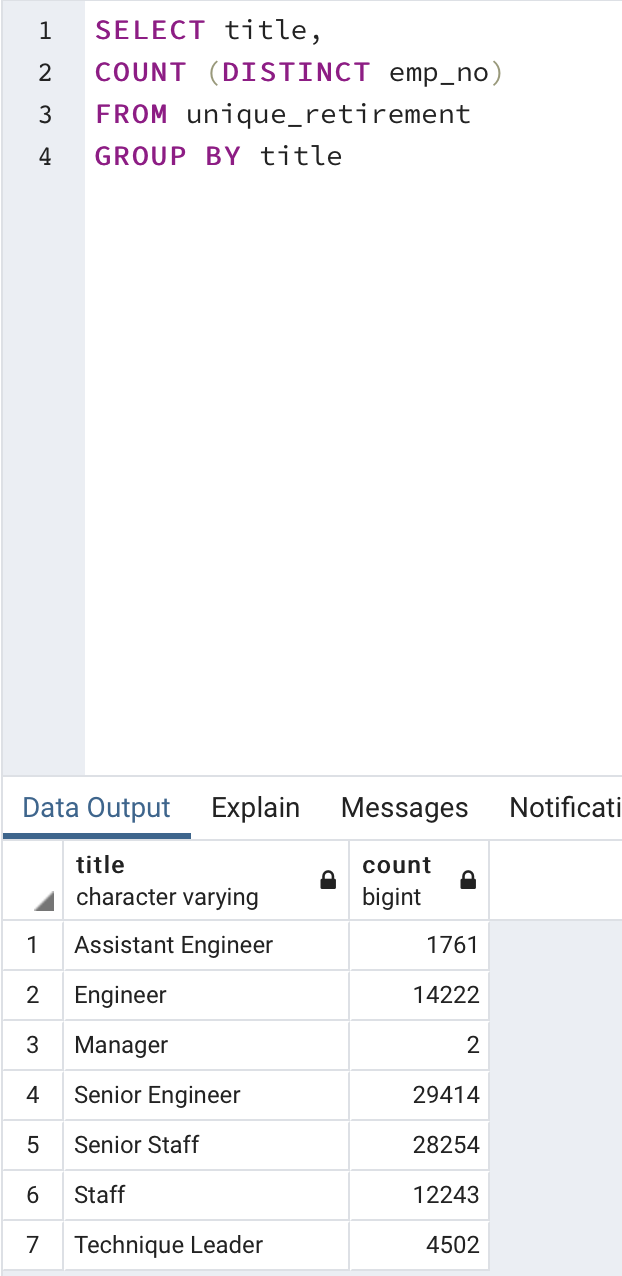 1 SELECT title,
2 COUNT (DISTINCT emp_no)
3 FROM unique_retirement
4 GROUP BY title
Data Output Explain Messages Notificati
title count
character varying bigint
1 Assistant Engineer 1761
2 Engineer 14222
3 Manager 2
4 Senior Engineer 29414
5 Senior Staff 28254
6 Staff 12243
7 Technique Leader 4502